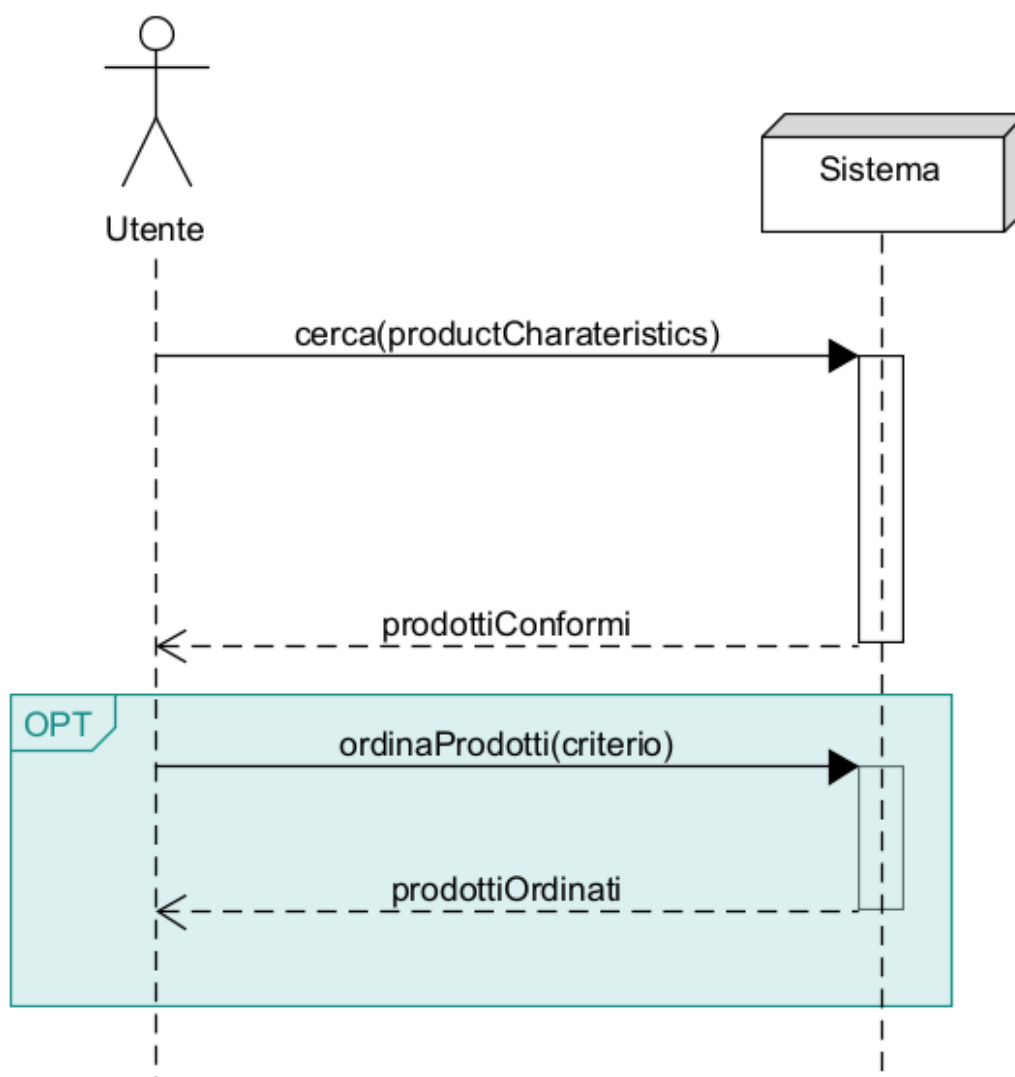 Utente
Sistema
cerca(productCharateristics)
prodottiConformi
OPT
ordinaProdotti(criterio)
prodottiOrdinati